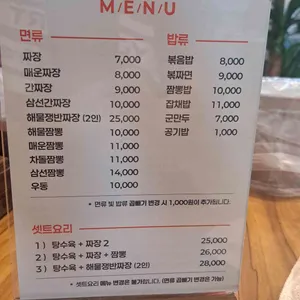 M/E/N/U
면류
짜장 7,000
매운짜장 8,000
간짜장 9,000
삼선간짜장 10,000
해물쟁반짜장 (2인) 25,000
해물짬뽕 10,000
매운짬뽕 11,000
차돌짬뽕 11,000
삼선짬뽕 14,000
우동 10,000
밥류
볶음밥 8,000
볶짜면 9,000
짬뽕밥 10,000
잡채밥 11,000
군만두 7,000
공기밥 1,000
* 면류 및 밥류 곱빼기 변경 시 1,000원이 추가됩니다.
셋트요리
1) 탕수육 + 짜장 2 25,000
2) 탕수육 + 짜장 + 짬뽕 26,000
3) 탕수육 + 해물쟁반짜장 (2인) 28,000
* 셋트요리 메뉴 변경은 불가합니다. (면류 곱빼기 변경은 가능)